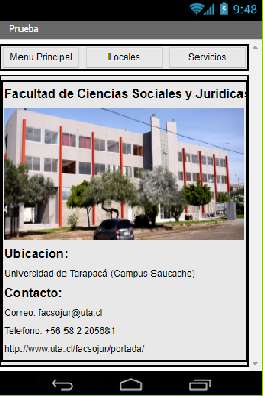 9:48
Prueba
Menu Principal
Locales
Servicios
Facultad de Ciencias Sociales y Juridicas
Ubicacion:
Universidad de Tarapacá (Campus Saucache)
Contacto:
Correo: facsojur@uta.cl
Telefono: +56 58 2 205681
http://www.uta.cl/facsojur/portada/